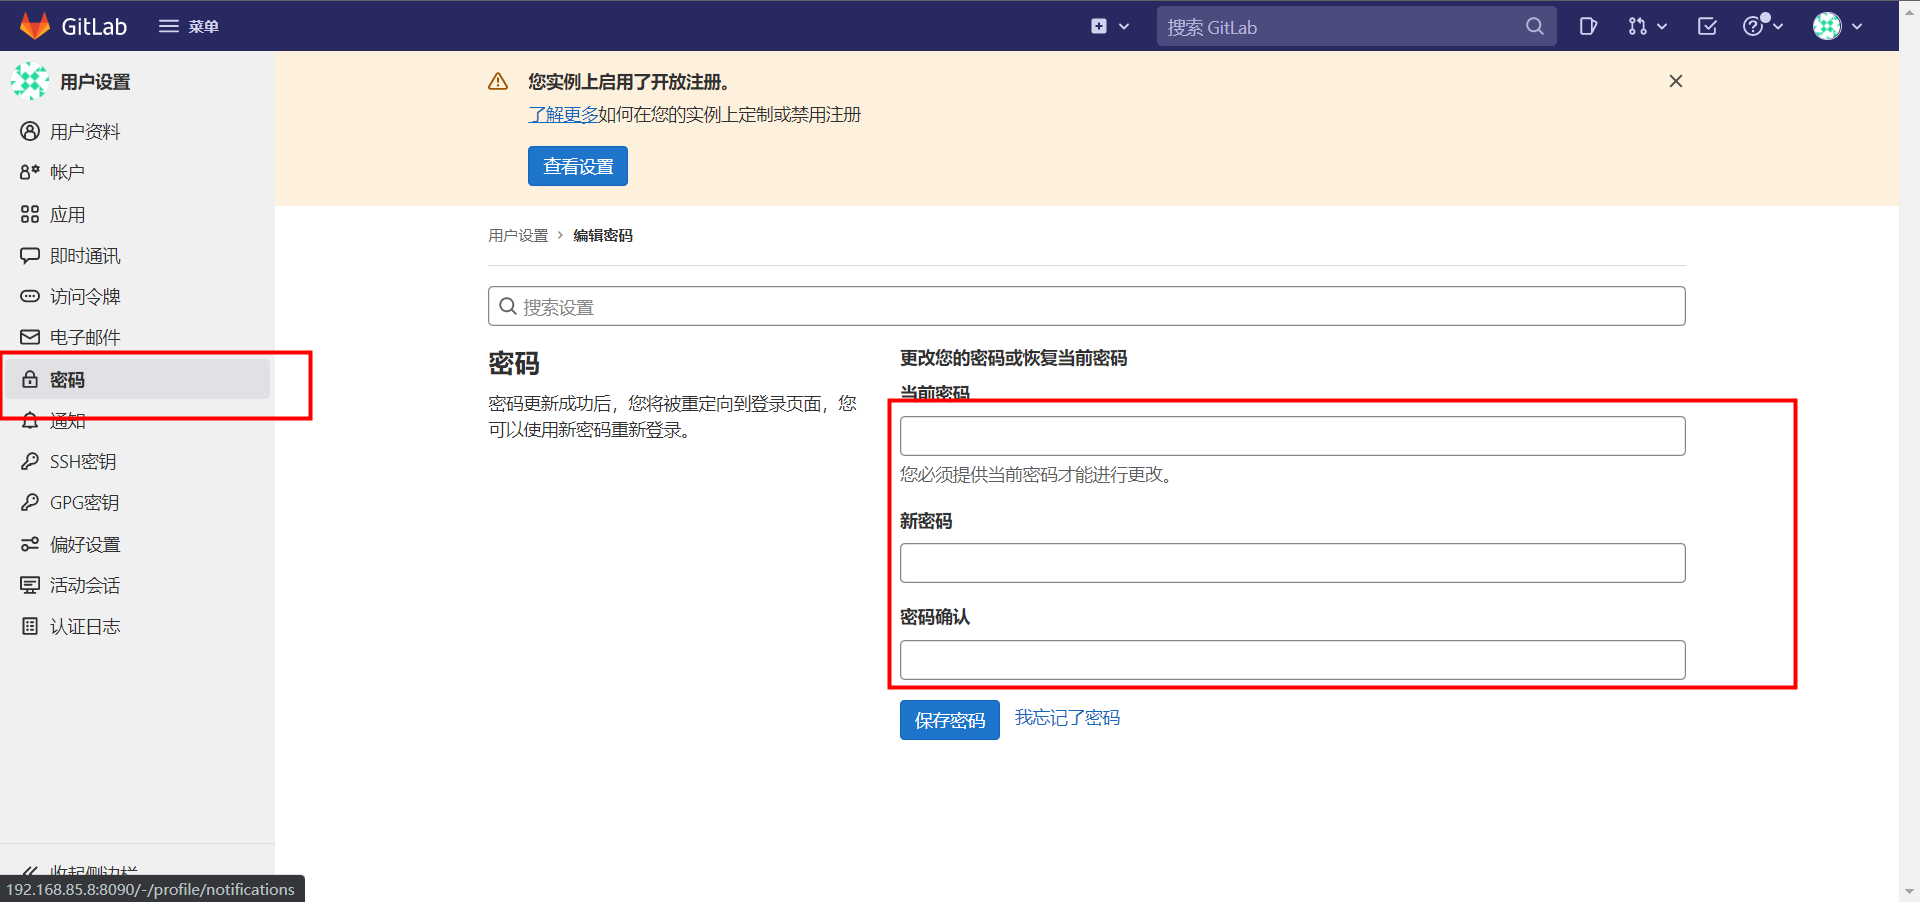 GitLab
菜单
搜索 GitLab
用户设置
用户资料
帐户
应用
即时通讯
访问令牌
电子邮件
密码
通知
SSH密钥
GPG密钥
偏好设置
活动会话
认证日志
收起侧边栏
192.168.85.8:8090/-/profile/notifications
您实例上启用了开放注册。
了解更多如何在您的实例上定制或禁用注册
查看设置
用户设置 › 编辑密码
搜索设置
密码
密码更新成功后，您将被重定向到登录页面，您
可以使用新密码重新登录。
更改您的密码或恢复当前密码
当前密码
您必须提供当前密码才能进行更改。
新密码
密码确认
保存密码
我忘记了密码